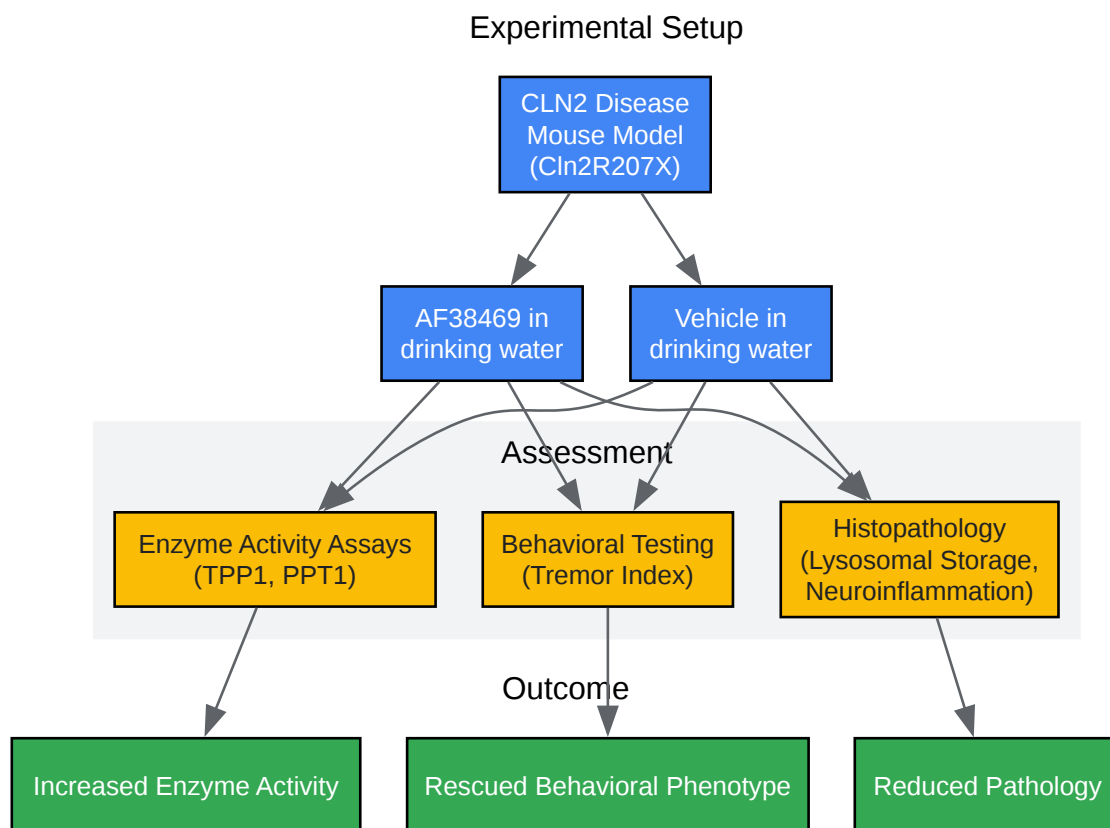 Experimental Setup
CLN2 Disease
Mouse Model
(Cln2R207X)
AF38469 in
drinking water
Vehicle in
drinking water
Assessment
Enzyme Activity Assays
(TPP1, PPT1)
Behavioral Testing
(Tremor Index)
Histopathology
(Lysosomal Storage,
Neuroinflammation)
Outcome
Increased Enzyme Activity
Rescued Behavioral Phenotype
Reduced Pathology